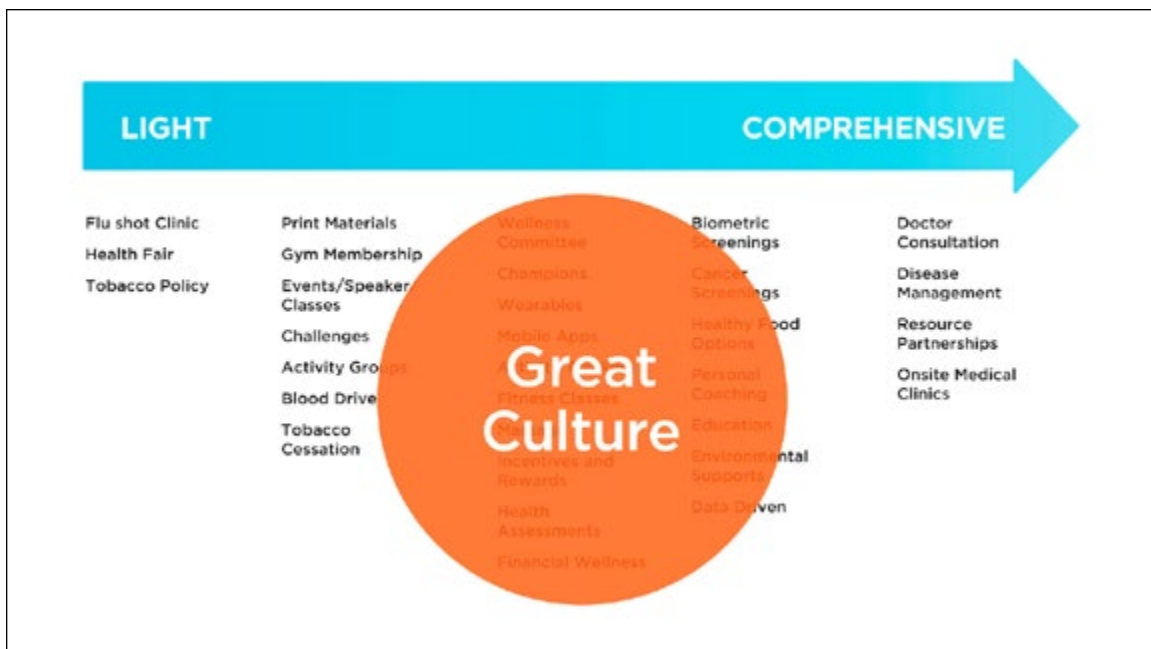 LIGHT
COMPREHENSIVE
Flu shot Clinic
Health Fair
Tobacco Policy
Print Materials
Gym Membership
Events/Speaker
Classes
Challenges
Activity Groups
Blood Drive
Tobacco
Cessation
Wellness
Committee
Champions
Wearables
Mobile Apps
Fitness Classes
Incentives and
Rewards
Health
Assessments
Financial Wellness
Great
Culture
Biometric
Screenings
Cancer
Screenings
Healthy Food
Options
Personal
Coaching
Education
Environmental
Supports
Data Driven
Doctor
Consultation
Disease
Management
Resource
Partnerships
Onsite Medical
Clinics